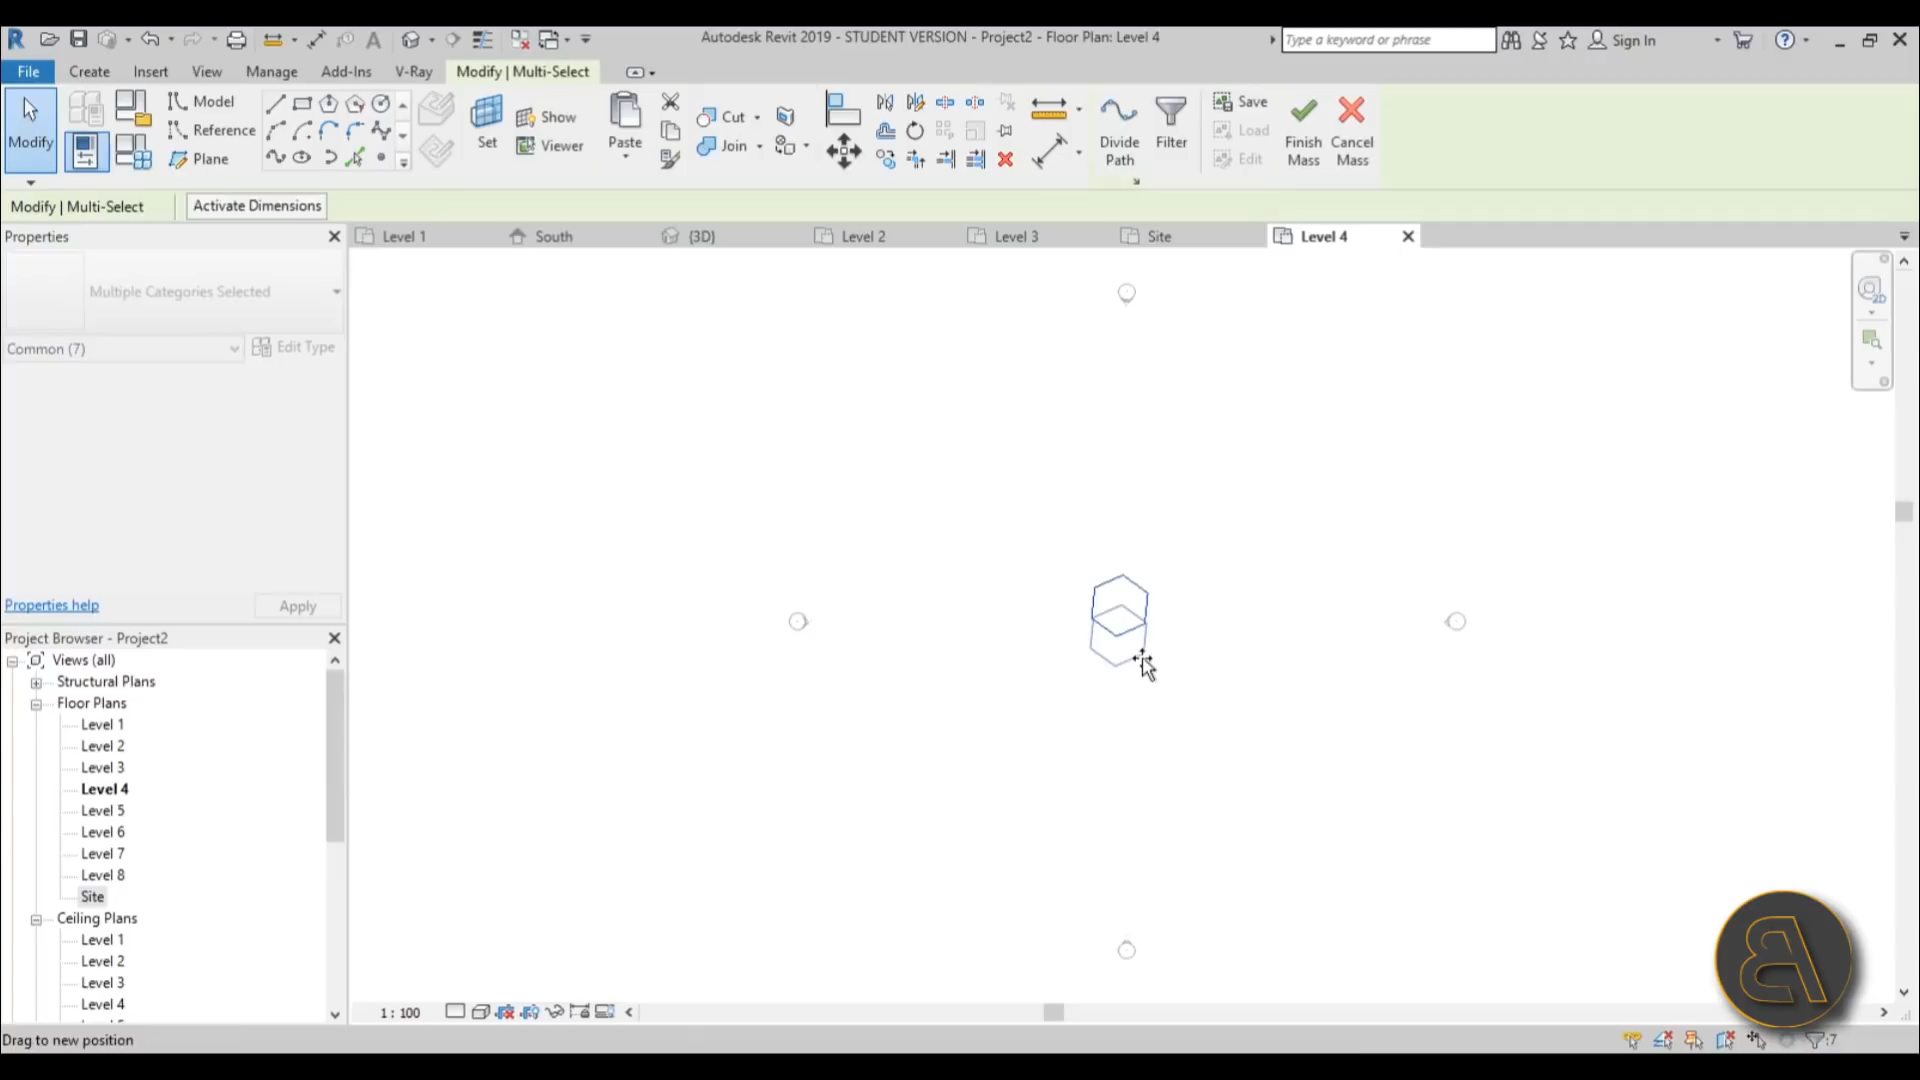 Autodesk Revit 2019 - STUDENT VERSION - Project2 - Floor Plan: Level 4
Type a keyword or phrase
Sign In
File Create Insert View Manage Add-Ins V-Ray Modify | Multi-Select
Modify
Model
Reference
Plane
Set
Show
Viewer
Paste
Cut
Join
Divide Path
Filter
Save
Load
Edit
Finish Mass
Cancel Mass
Modify | Multi-Select Activate Dimensions
Properties
Level 1 South {3D} Level 2 Level 3 Site Level 4
Multiple Categories Selected
Common (7) Edit Type
2D
Properties help Apply
Project Browser - Project2
Views (all)
Structural Plans
Floor Plans
Level 1
Level 2
Level 3
Level 4
Level 5
Level 6
Level 7
Level 8
Site
Ceiling Plans
Level 1
Level 2
Level 3
Level 4
1 : 100
Drag to new position
:7